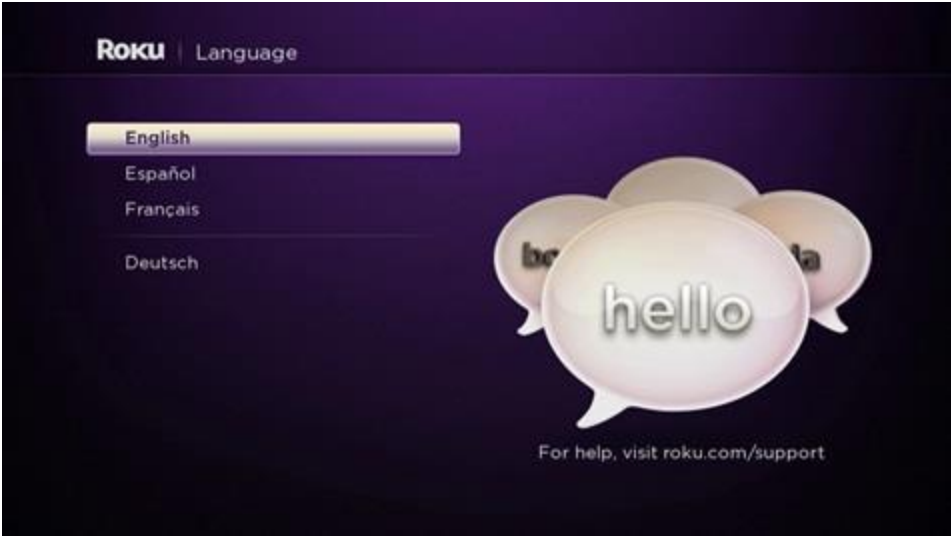 Roku | Language
English
Español
Français
Deutsch
hello
For help, visit roku.com/support